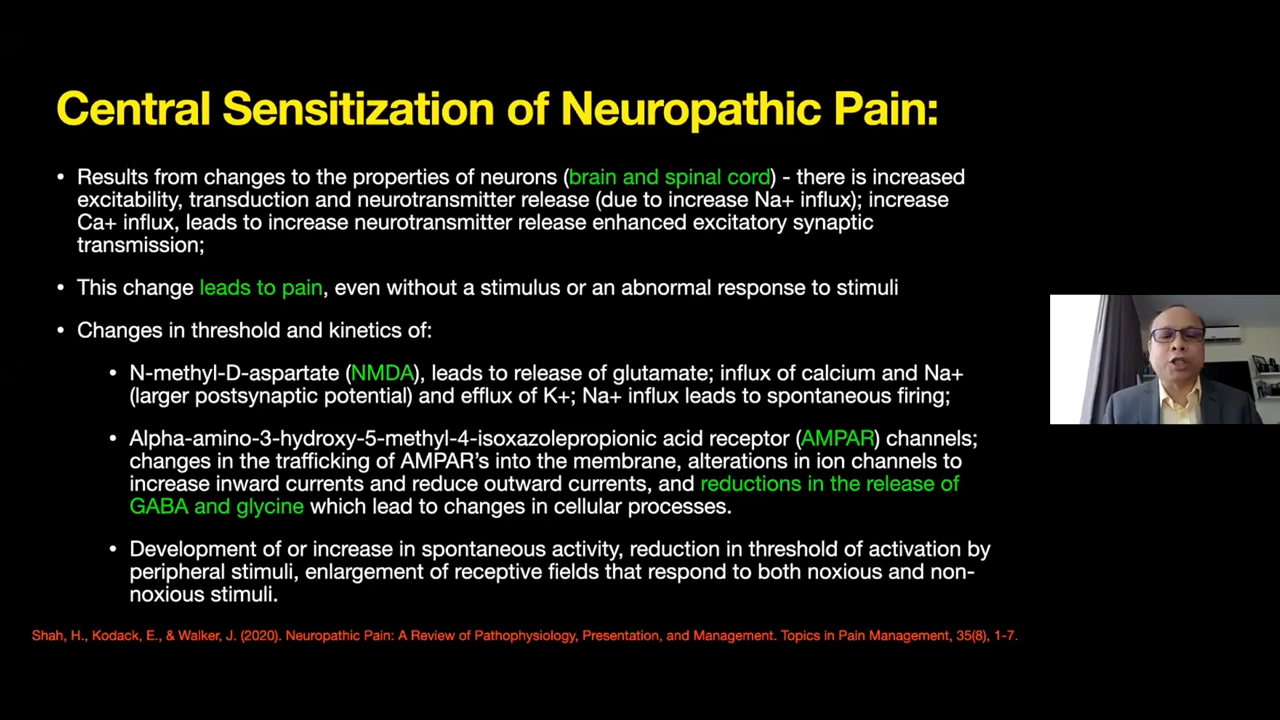 Central Sensitization of Neuropathic Pain:
• Results from changes to the properties of neurons (brain and spinal cord) - there is increased
excitability, transduction and neurotransmitter release (due to increase Na+ influx); increase
Ca+ influx, leads to increase neurotransmitter release enhanced excitatory synaptic
transmission;
• This change leads to pain, even without a stimulus or an abnormal response to stimuli
• Changes in threshold and kinetics of:
• N-methyl-D-aspartate (NMDA), leads to release of glutamate; influx of calcium and Na+
(larger postsynaptic potential) and efflux of K+; Na+ influx leads to spontaneous firing;
• Alpha-amino-3-hydroxy-5-methyl-4-isoxazolepropionic acid receptor (AMPAR) channels;
changes in the trafficking of AMPAR's into the membrane, alterations in ion channels to
increase inward currents and reduce outward currents, and reductions in the release of
GABA and glycine which lead to changes in cellular processes.
• Development of or increase in spontaneous activity, reduction in threshold of activation by
peripheral stimuli, enlargement of receptive fields that respond to both noxious and non-
noxious stimuli.
Shah, H., Kodack, E., & Walker, J. (2020). Neuropathic Pain: A Review of Pathophysiology, Presentation, and Management. Topics in Pain Management, 35(8), 1-7.